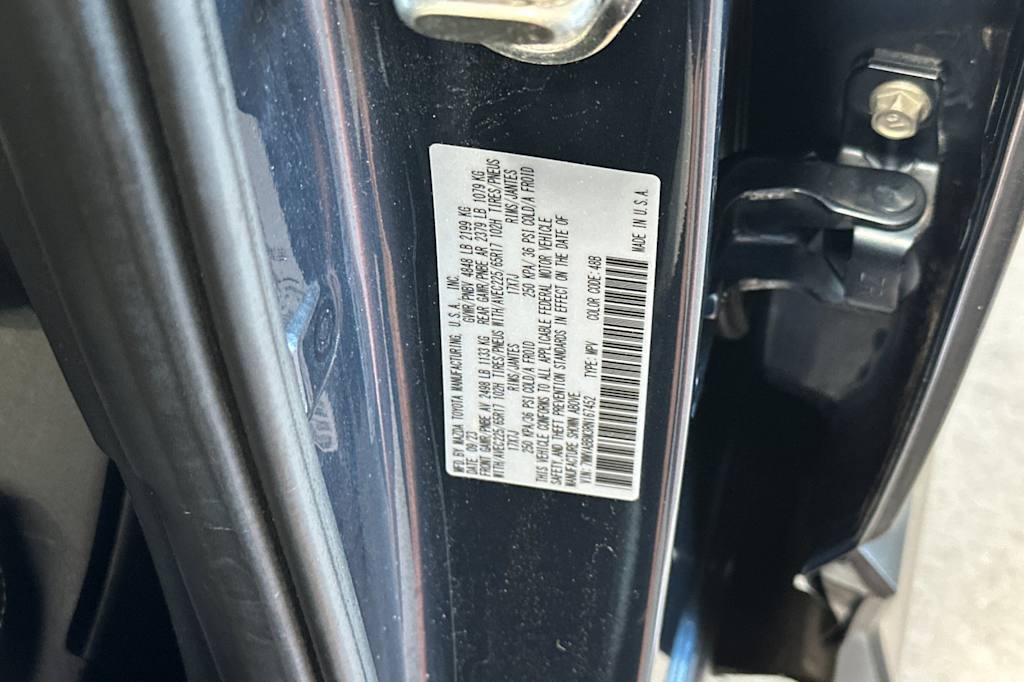 MFD.BY MAZDA TOYOTA MANUFACTURING, U.S.A., INC.
DATE: 09/23 GVWR/PNBV 4848 LB 2199 KG
FRONT GAWR/PNBE AV 2498 LB 1133 KG REAR GAWR/PNBE AR 2379 LB 1079 KG
WITH/AVEC225/65R17 102H TIRES/PNEUS WITH/AVEC225/65R17 102H TIRES/PNEUS
17X7J RIMS/JANTES 17X7J RIMS/JANTES
250 KPA/36 PSI COLD/A FROID 250 KPA/ 36 PSI COLD/A FROID
THIS VEHICLE CONFORMS TO ALL APPLICABLE FEDERAL MOTOR VEHICLE
SAFETY, AND THEFT PREVENTION STANDARDS IN EFFECT ON THE DATE OF
MANUFACTURE SHOWN ABOVE.
VIN: TYPE: MPV COLOR CODE: 48B
MADE IN U.S.A.